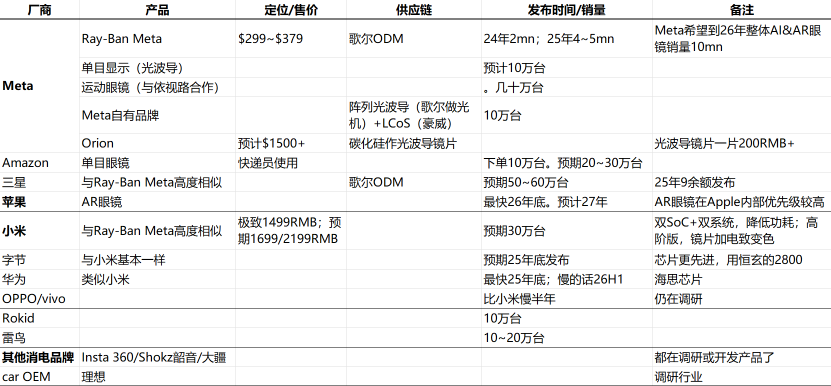 厂商 产品 定位/售价 供应链 发布时间/销量 备注
Meta
Ray-Ban Meta $299~$379 歌尔ODM 24年2mn；25年4~5mn Meta希望到26年整体AI&AR眼
镜销量10mn
单目显示（光波导） 预计10万台
运动眼镜（与依视路合作） 。几十万台
Meta自有品牌 阵列光波导（歌尔做光
机）+LCoS（豪威） 10万台
Orion 预计$1500+ 碳化硅作光波导镜片 光波导镜片一片200RMB+
Amazon 单目眼镜 快递员使用 下单10万台。预期20~30万台
三星 与Ray-Ban Meta高度相似 歌尔ODM 预期50~60万台 25年9余额发布
苹果 AR眼镜 最快26年底。预计27年 AR眼镜在Apple内部优先级较高
小米 与Ray-Ban Meta高度相似 极致1499RMB；预
期1699/2199RMB 预期30万台 双SoC+双系统，降低功耗；高
阶版，镜片加电致变色
字节 与小米基本一样 预期25年底发布 芯片更先进，用恒玄的2800
华为 类似小米 最快25年底；慢的话26H1 海思芯片
OPPO/vivo 比小米慢半年 仍在调研
Rokid 10万台
雷鸟 10~20万台
其他消电品牌 Insta 360/Shokz韶音/大疆 都在调研或开发产品了
car OEM 理想 调研行业